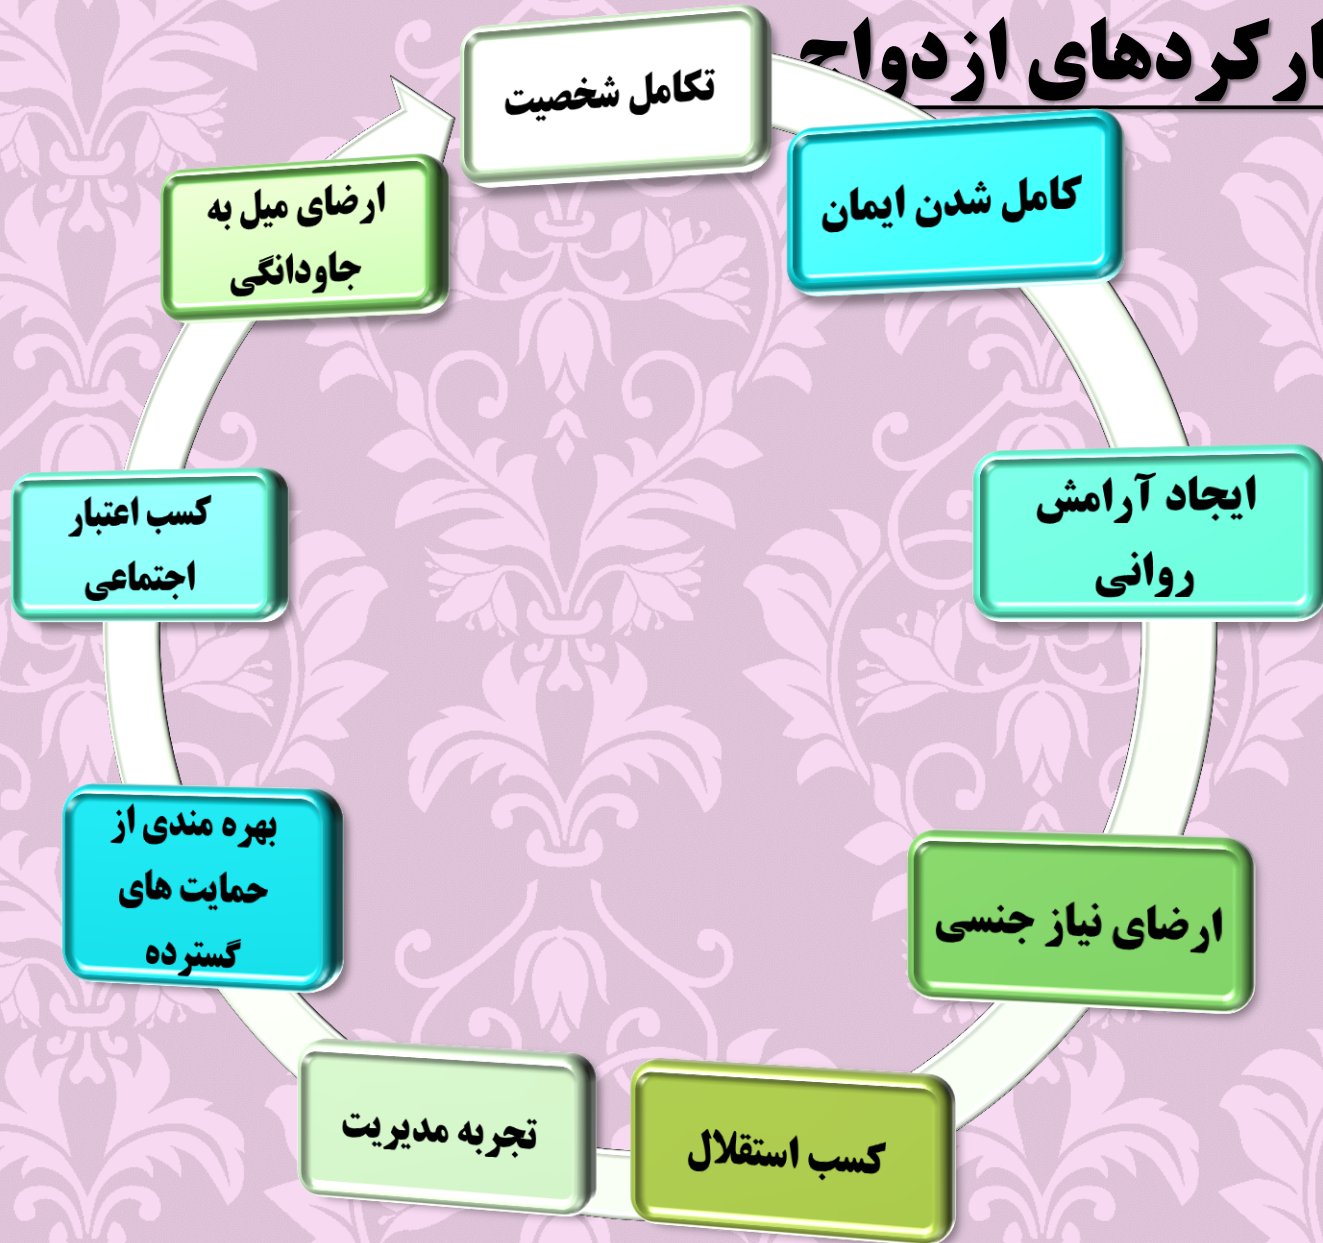 ارکردهای ازدواج
تکامل شخصیت
کامل شدن ایمان
ایجاد آرامش
روانی
ارضای نیاز جنسی
کسب استقلال
تجربه مدیریت
بهره مندی از
حمایت های
گسترده
کسب اعتبار
اجتماعی
ارضای میل به
جاودانگی